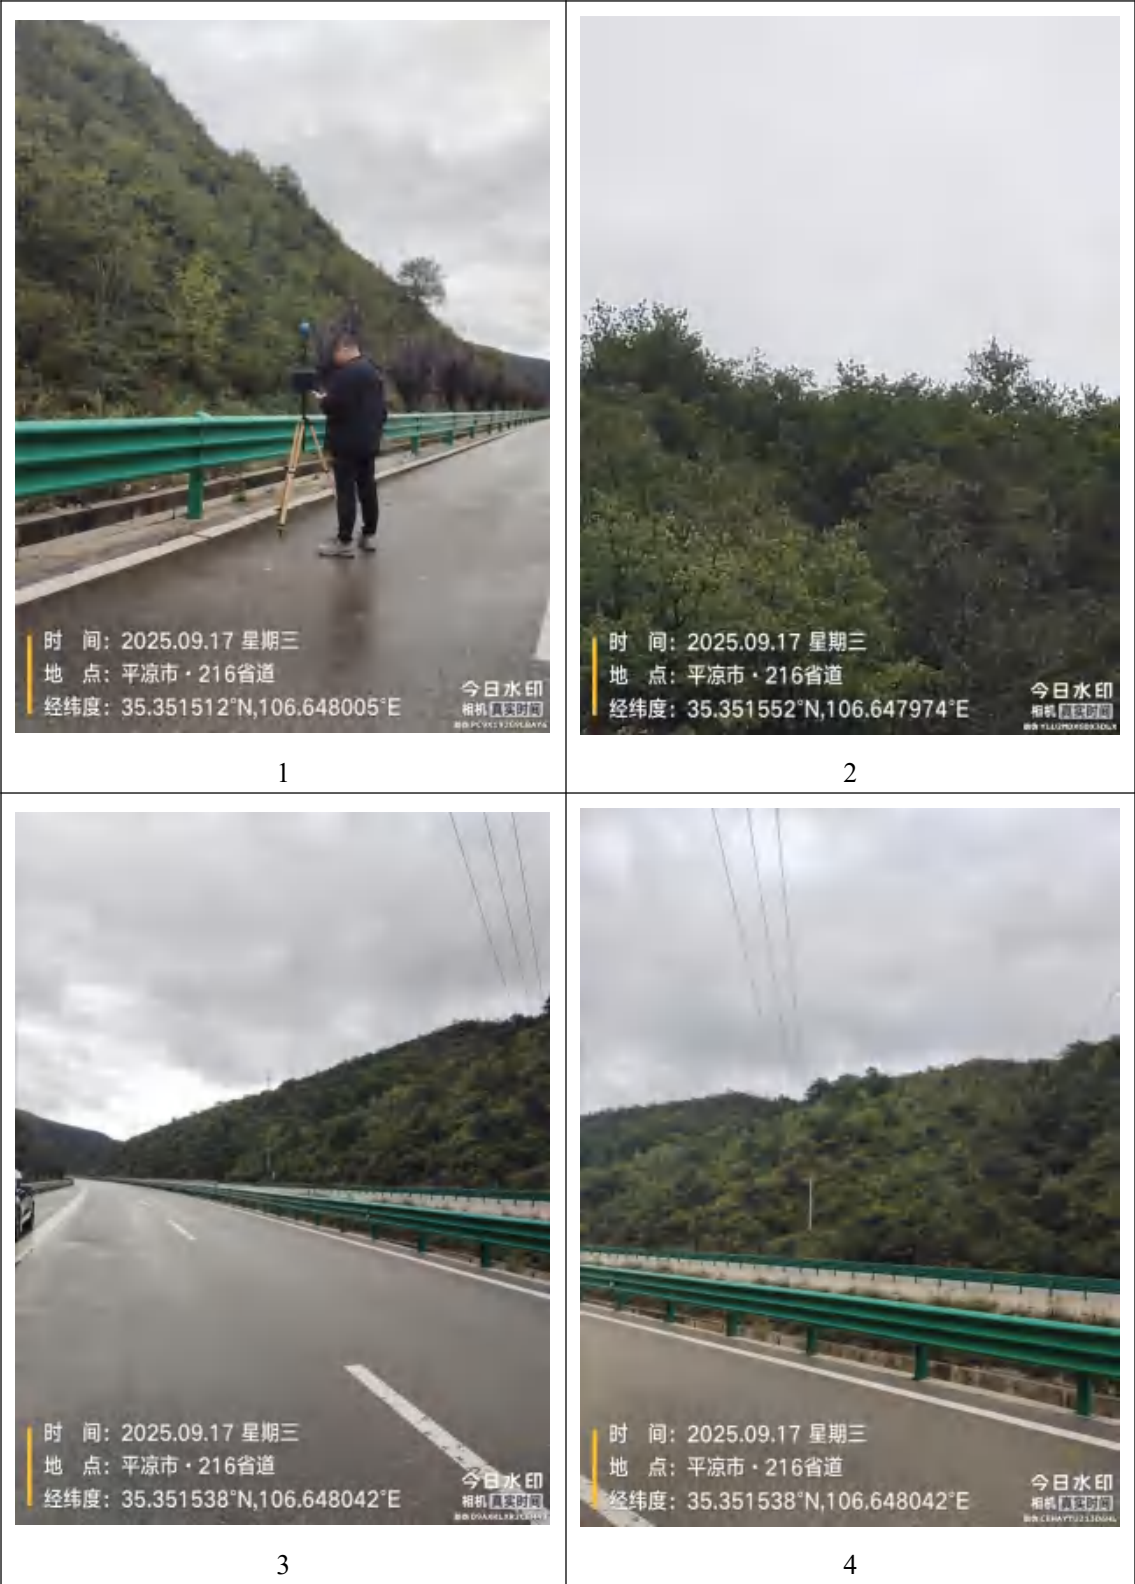 时 间: 2025.09.17 星期三
地 点: 平凉市·216省道
经纬度: 35.351512°N,106.648005°E
今日水印
相机 真实时间
1
时 间: 2025.09.17 星期三
地 点: 平凉市·216省道
经纬度: 35.351552°N,106.647974°E
今日水印
相机 真实时间
2
时 间: 2025.09.17 星期三
地 点: 平凉市·216省道
经纬度: 35.351538°N,106.648042°E
今日水印
相机 真实时间
3
时 间: 2025.09.17 星期三
地 点: 平凉市·216省道
经纬度: 35.351538°N,106.648042°E
今日水印
相机 真实时间
4